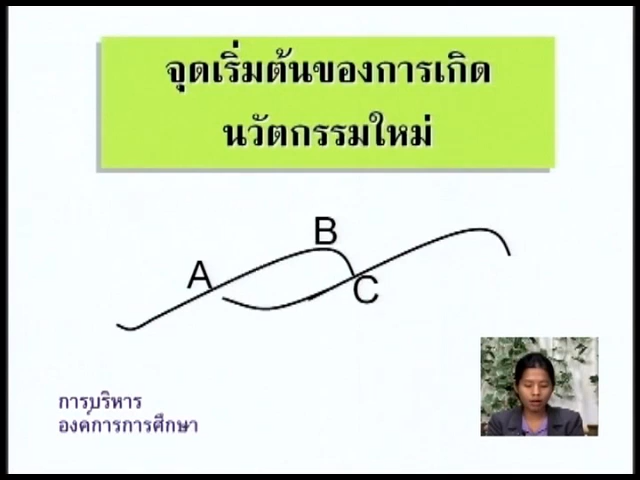 จุดเริ่มต้นของการเกิด
นวัตกรรมใหม่
B
A
C
การบริหาร
องค์การการศึกษา